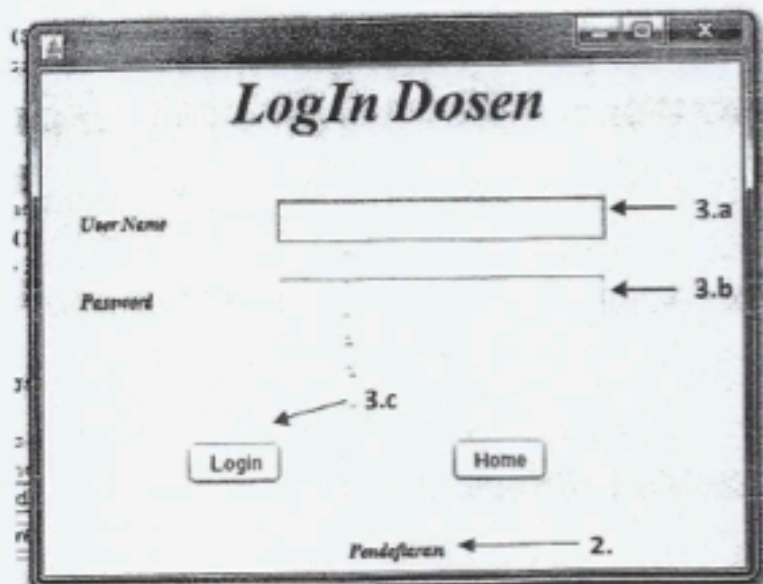 LogIn Dosen
User Name
3.a
Password
3.b
3.c
Login
Home
Pendaftaran
2.